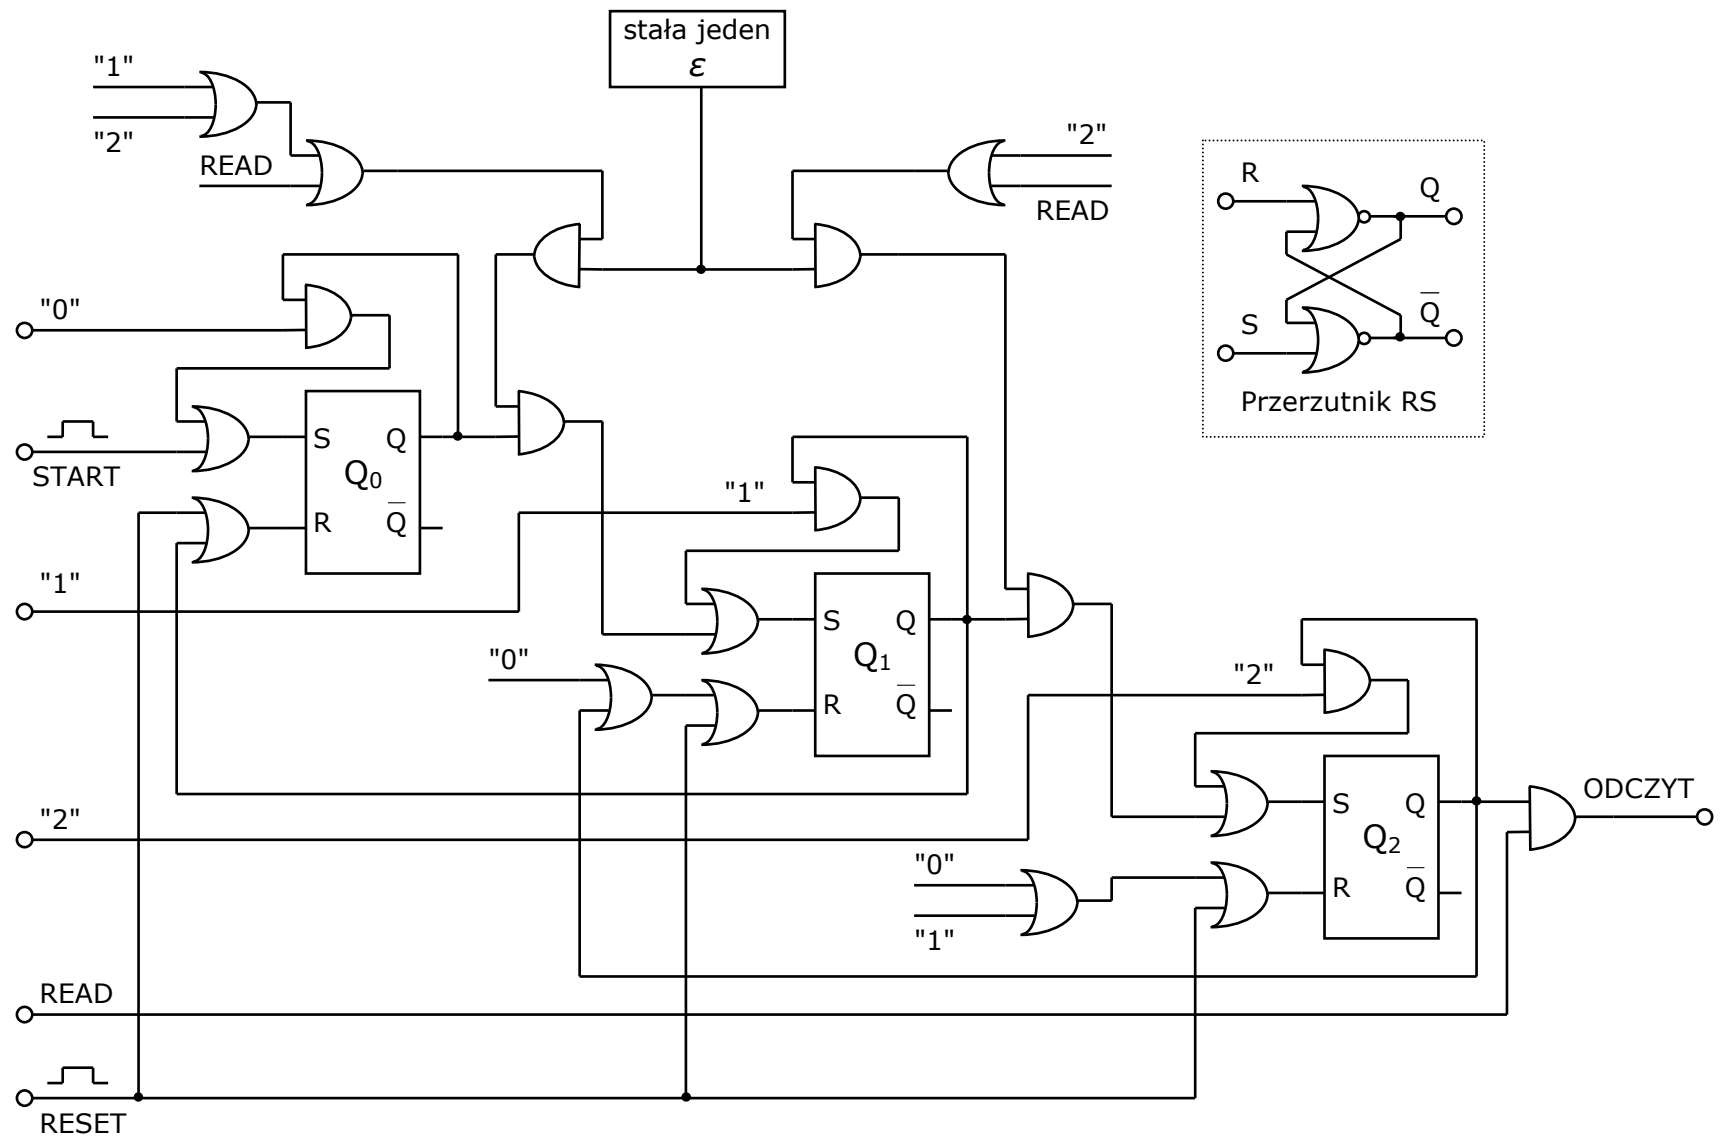 stała jeden
ε
"1"
"2"
READ
"2"
READ
R
Q
S
Q
Przerzutnik RS
"0"
START
S
Q
Q0
R
Q
"1"
"1"
S
Q
Q1
R
Q
"0"
"2"
"2"
S
Q
Q2
R
Q
"0"
"1"
ODCZYT
READ
RESET